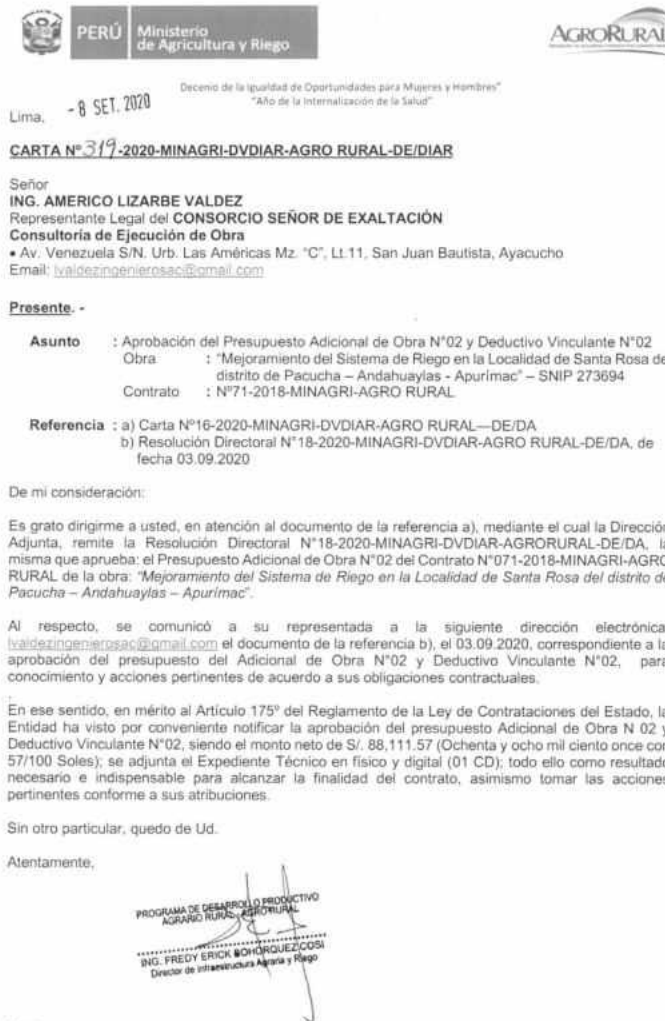 PERÚ
Ministerio
de Agricultura y Riego
AGRORURAL
Decenio de la Igualdad de Oportunidades para Mujeres y Hombres"
"Año de la Internalización de la Salud"
Lima, - 8 SET. 2020
CARTA Nº 319-2020-MINAGRI-DVDIAR-AGRO RURAL-DE/DIAR
Señor
ING. AMERICO LIZARBE VALDEZ
Representante Legal del CONSORCIO SEÑOR DE EXALTACIÓN
Consultoría de Ejecución de Obra
• Av. Venezuela S/N. Urb. Las Américas Mz. "C", Lt.11, San Juan Bautista, Ayacucho
Email: lvaldezingenierosac@gmail.com
Presente. -
Asunto : Aprobación del Presupuesto Adicional de Obra N°02 y Deductivo Vinculante N°02
Obra : "Mejoramiento del Sistema de Riego en la Localidad de Santa Rosa de
distrito de Pacucha – Andahuaylas - Apurímac" – SNIP 273694
Contrato : Nº71-2018-MINAGRI-AGRO RURAL
Referencia : a) Carta Nº16-2020-MINAGRI-DVDIAR-AGRO RURAL—DE/DA
b) Resolución Directoral N°18-2020-MINAGRI-DVDIAR-AGRO RURAL-DE/DA, de
fecha 03.09.2020
De mi consideración:
Es grato dirigirme a usted, en atención al documento de la referencia a), mediante el cual la Dirección
Adjunta, remite la Resolución Directoral N°18-2020-MINAGRI-DVDIAR-AGRORURAL-DE/DA, la
misma que aprueba: el Presupuesto Adicional de Obra N°02 del Contrato N°071-2018-MINAGRI-AGRO
RURAL de la obra: "Mejoramiento del Sistema de Riego en la Localidad de Santa Rosa del distrito de
Pacucha – Andahuaylas – Apurímac".
Al respecto, se comunicó a su representada a la siguiente dirección electrónica
lvaldezingenierosac@gmail.com el documento de la referencia b), el 03.09.2020, correspondiente a la
aprobación del presupuesto del Adicional de Obra N°02 y Deductivo Vinculante N°02, para
conocimiento y acciones pertinentes de acuerdo a sus obligaciones contractuales.
En ese sentido, en mérito al Artículo 175º del Reglamento de la Ley de Contrataciones del Estado, la
Entidad ha visto por conveniente notificar la aprobación del presupuesto Adicional de Obra N 02 y
Deductivo Vinculante N°02, siendo el monto neto de S/. 88,111.57 (Ochenta y ocho mil ciento once con
57/100 Soles); se adjunta el Expediente Técnico en físico y digital (01 CD); todo ello como resultado
necesario e indispensable para alcanzar la finalidad del contrato, asimismo tomar las acciones
pertinentes conforme a sus atribuciones.
Sin otro particular, quedo de Ud.
Atentamente,
PROGRAMA DE DESARROLLO PRODUCTIVO
AGRARIO RURAL - AGRO RURAL
ING. FREDY ERICK BOHÓRQUEZ COSI
Director de Infraestructura Agraria y Riego